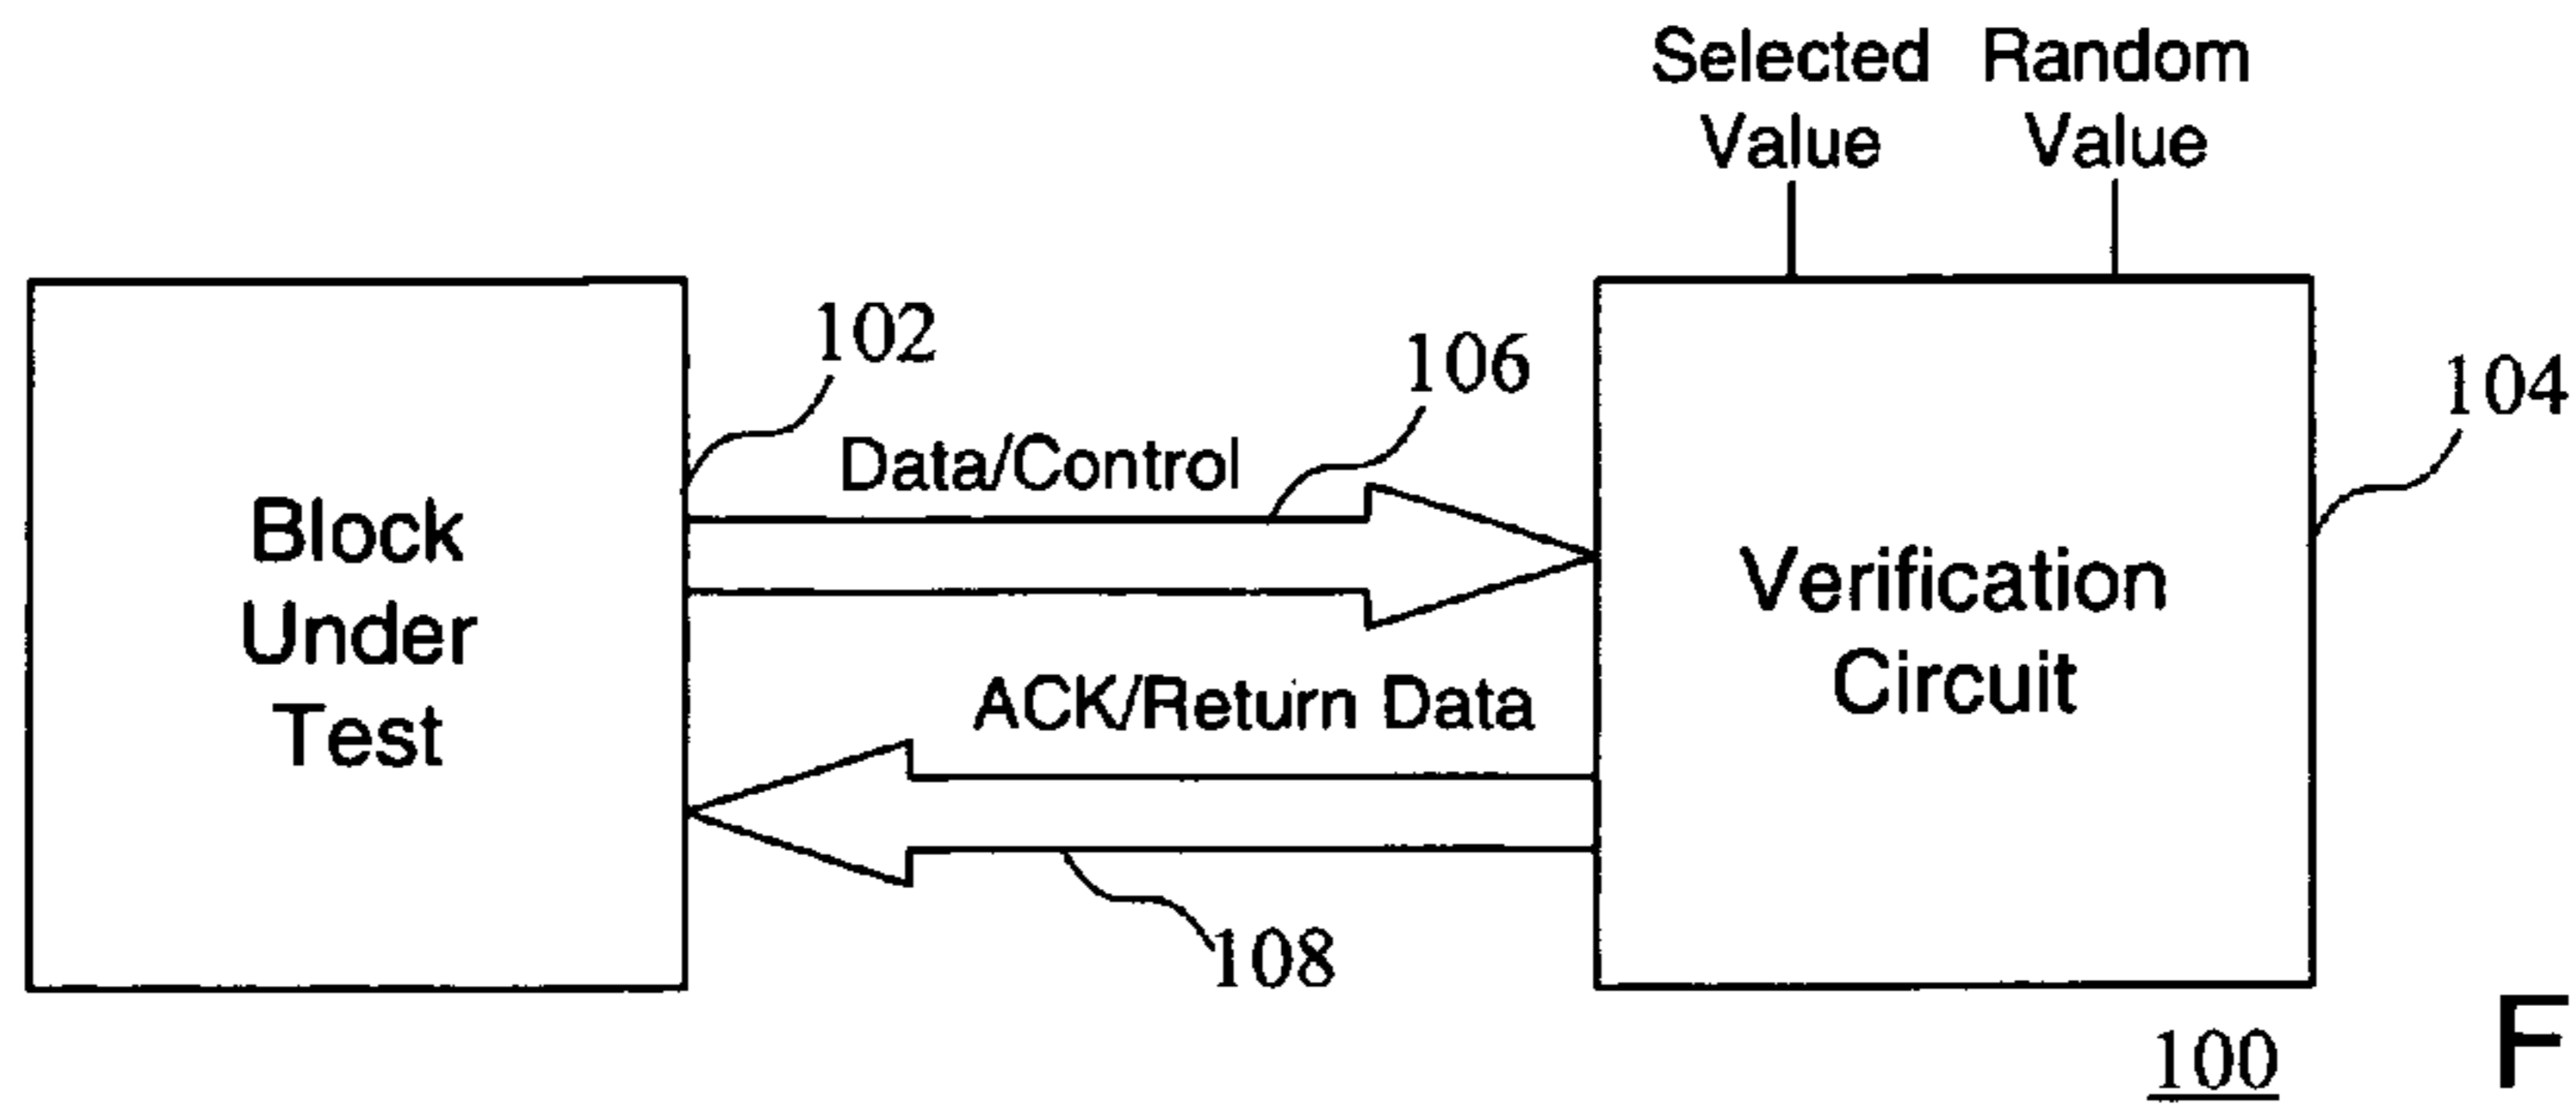 Selected Random
Value Value
102
106
104
Data/Control
Block
Under
Test
Verification
Circuit
ACK/Return Data
108
100
F